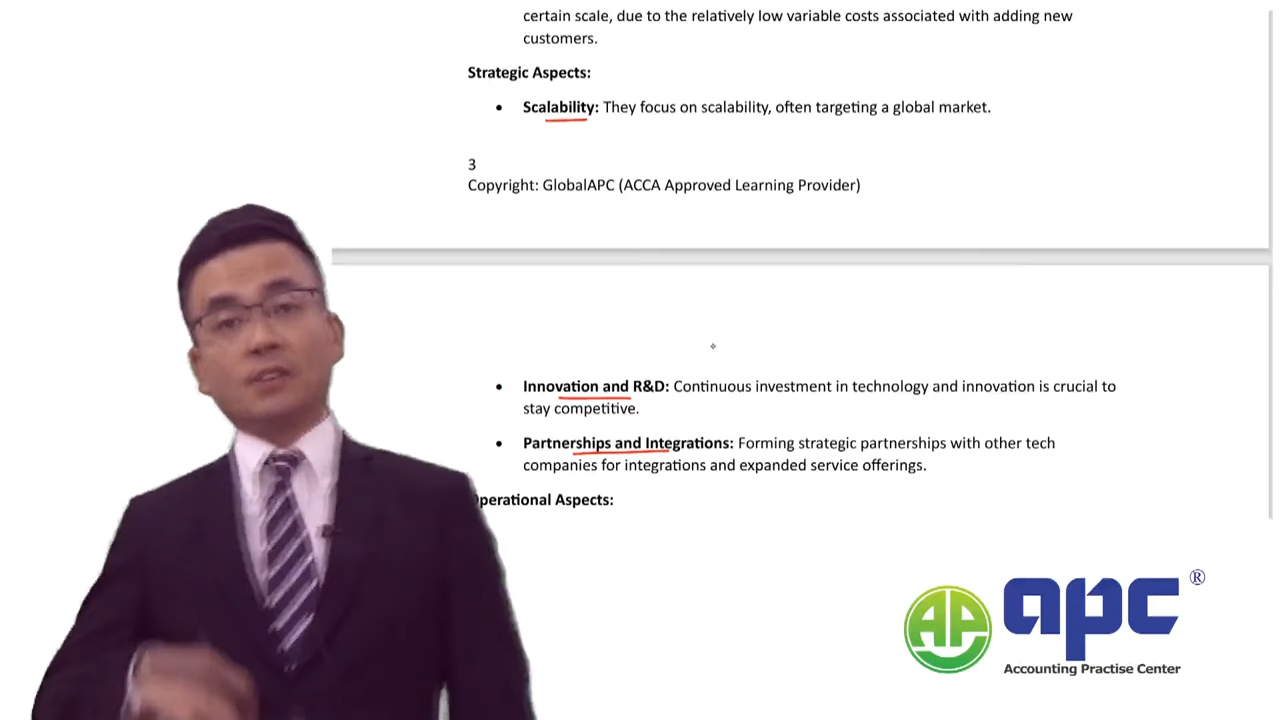 certain scale, due to the relatively low variable costs associated with adding new
customers.
Strategic Aspects:
• Scalability: They focus on scalability, often targeting a global market.
3
Copyright: GlobalAPC (ACCA Approved Learning Provider)
• Innovation and R&D: Continuous investment in technology and innovation is crucial to
stay competitive.
• Partnerships and Integrations: Forming strategic partnerships with other tech
companies for integrations and expanded service offerings.
Operational Aspects:
AP
apc®
Accounting Practise Center